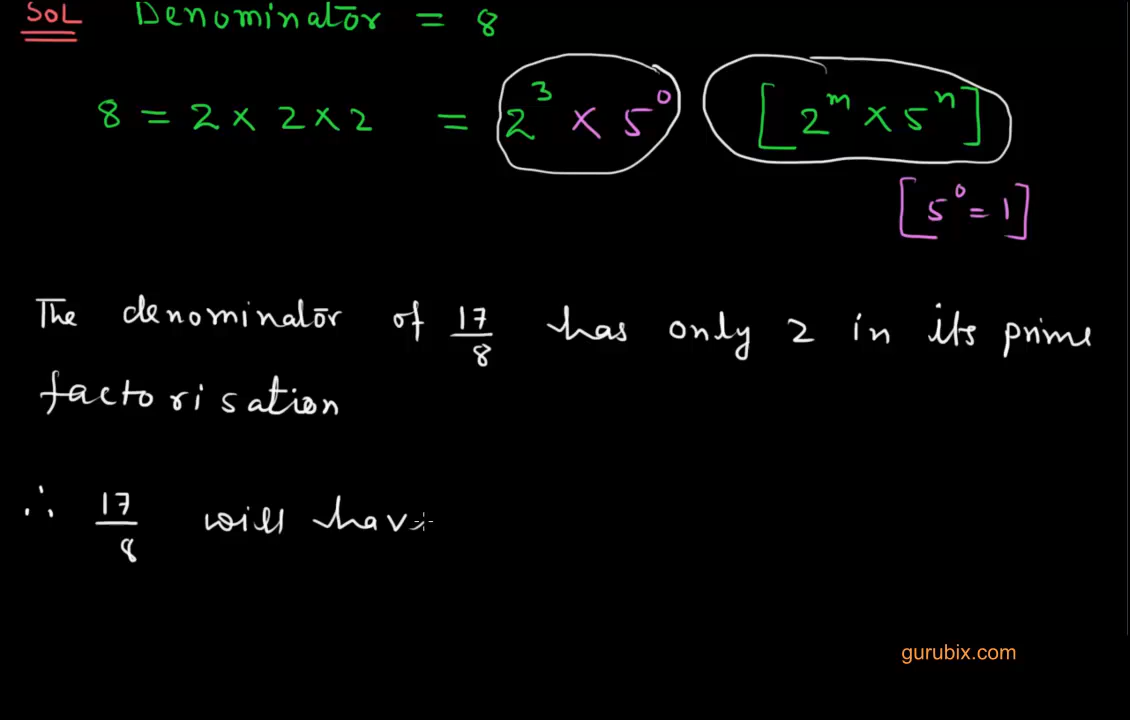 SOL Denominator = 8
8 = 2 × 2 × 2 = 2³ × 5⁰ [2ᵐ × 5ⁿ]
[5⁰ = 1]
The denominator of 17/8 has only 2 in its prime
factorisation
∴ 17/8 will hav
gurubix.com